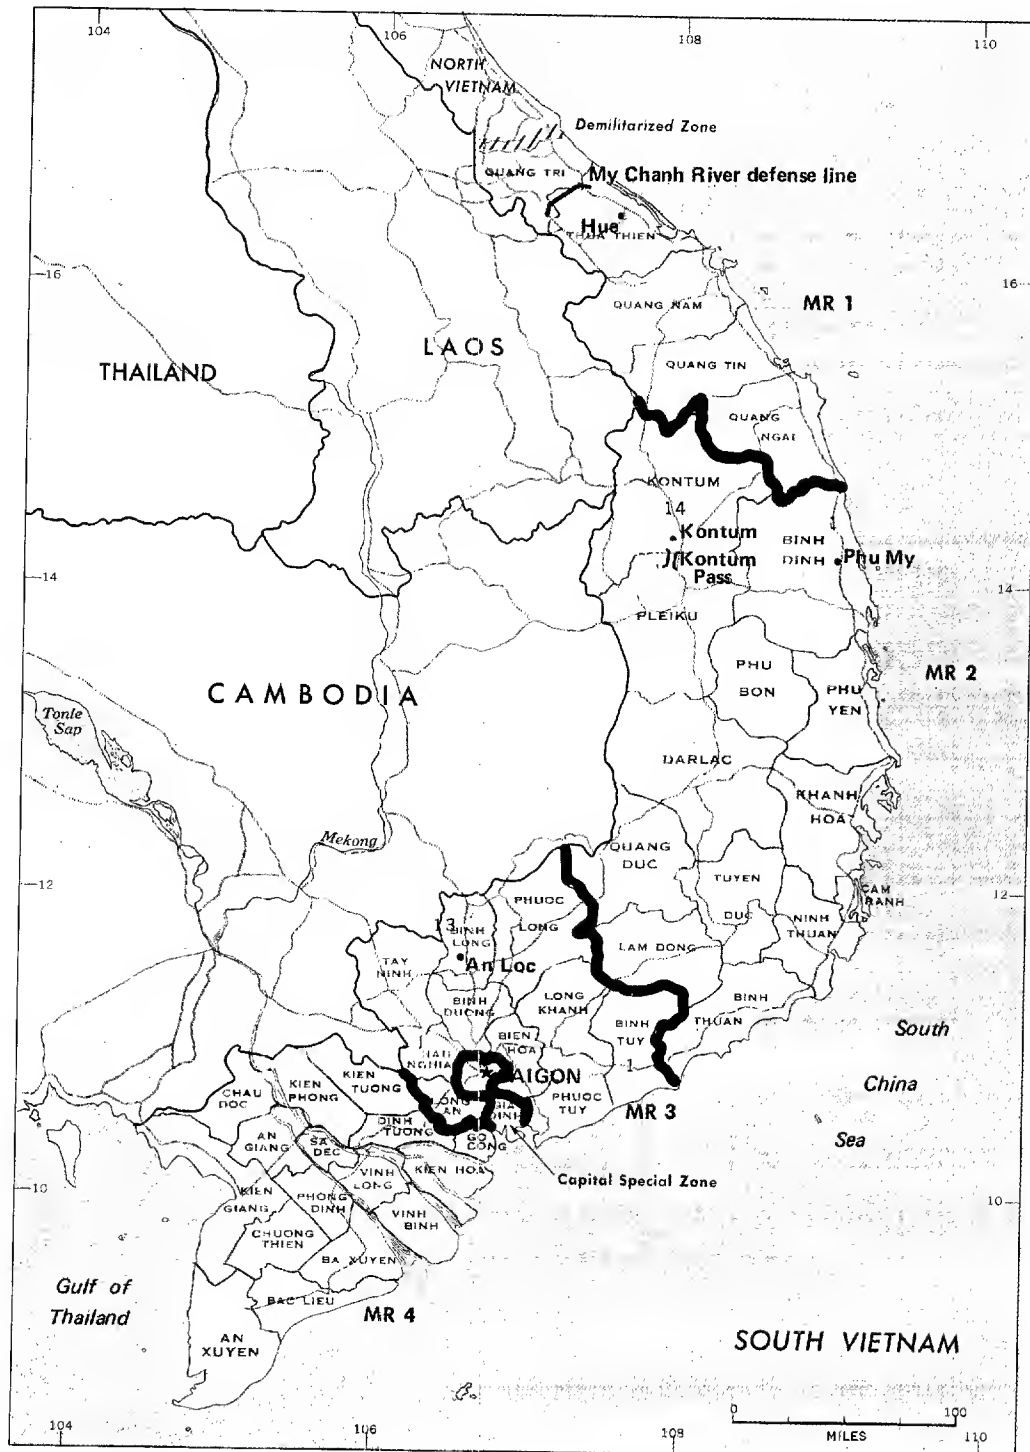 104
106
108
110
NORTH
VIETNAM
Demilitarized Zone
QUANG TRI
My Chanh River defense line
Hue
THUA THIEN
16
16
QUANG NAM
MR 1
LAOS
THAILAND
QUANG TIN
QUANG
NGAI
KONTUM
14
Kontum
BINH
DINH
Phu My
Kontum
Pass
14
14
PLEIKU
PHU
BON
MR 2
CAMBODIA
PHU
YEN
Tonle
Sap
DARLAC
KHANH
HOA
Mekong
QUANG
DUC
12
12
TUYEN
DUC
CAM
RANH
PHUOC
LONG
NINH
THUAN
13
BINH
LONG
LAM DONG
An Loc
TAY
NINH
BINH
DUONG
LONG
KHANH
BINH
THUAN
BIEN
HOA
BINH
TUY
1
South
China
Sea
HAU
NGHIA
SAIGON
KIEN
TUONG
KIEN
PHONG
CHAU
DOC
LONG
AN
GIA
DINH
PHUOC
TUY
MR 3
DINH
TUONG
GO
CONG
AN
GIANG
SA
DEC
VINH
LONG
KIEN HOA
Capital Special Zone
10
10
KIEN
GIANG
PHONG
DINH
VINH
BINH
CHUONG
THIEN
BA XUYEN
Gulf of
Thailand
BAC LIEU
MR 4
AN
XUYEN
SOUTH VIETNAM
0
100
MILES
104
106
108
110